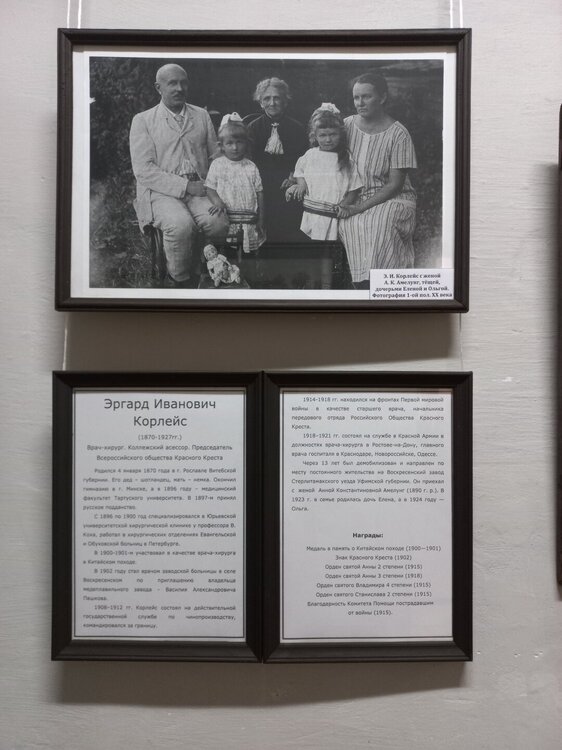 Э. И. Корлейс с женой
А. К. Амелунг, тёщей,
дочерьми Еленой и Ольгой.
Фотография 1-ой пол. XX века
Эргард Иванович
Корлейс
(1870-1927гг.)
Врач-хирург. Коллежский асессор. Председатель
Всероссийского общества Красного Креста
Родился 4 января 1870 года в г. Рославле Витебской
губернии. Его дед – шотландец, мать - немка. Окончил
гимназию в г. Минске, а в 1896 году - медицинский
факультет Тартуского университета. В 1897-м принял
русское подданство.
С 1896 по 1900 год специализировался в Юрьевской
университетской хирургической клинике у профессора В.
Коха, работал в хирургических отделениях Евангельской
и Обуховской Больниц в Петербурге.
В 1900-1901-м участвовал в качестве врача-хирурга
в Китайском походе.
В 1902 году стал врачом заводской больницы в селе
Воскресенском по приглашению владельца
медеплавильного завода - Василия Александровича
Пашкова.
1908-1912 гг. Корлейс состоял на действительной
государственной службе по чинопроизводству,
командировался за границу.
1914-1918 гг. находился на фронтах Первой мировой
войны в качестве старшего врача, начальника
передового отряда Российского Общества Красного
Креста.
1918–1921 гг. состоял на службе в Красной Армии в
должностях врача-хирурга в Ростове-на-Дону, главного
врача госпиталя в Краснодаре, Новороссийске, Одессе.
Через 13 лет был демобилизован и направлен по
месту постоянного жительства на Воскресенский завод
Стерлитамакского уезда Уфимской губернии. Он приехал
с женой Анной Константиновной Амелунг (1890 г. р.). В
1923 г. в семье родилась дочь Елена, а в 1924 году —
Ольга.
Награды:
Медаль в память о Китайском походе (1900—1901)
Знак Красного Креста (1902)
Орден святой Анны 2 степени (1915)
Орден святой Анны 3 степени (1918)
Орден святого Владимира 4 степени (1915)
Орден святого Станислава 2 степени (1915)
Благодарность Комитета Помощи пострадавшим
от войны (1915).